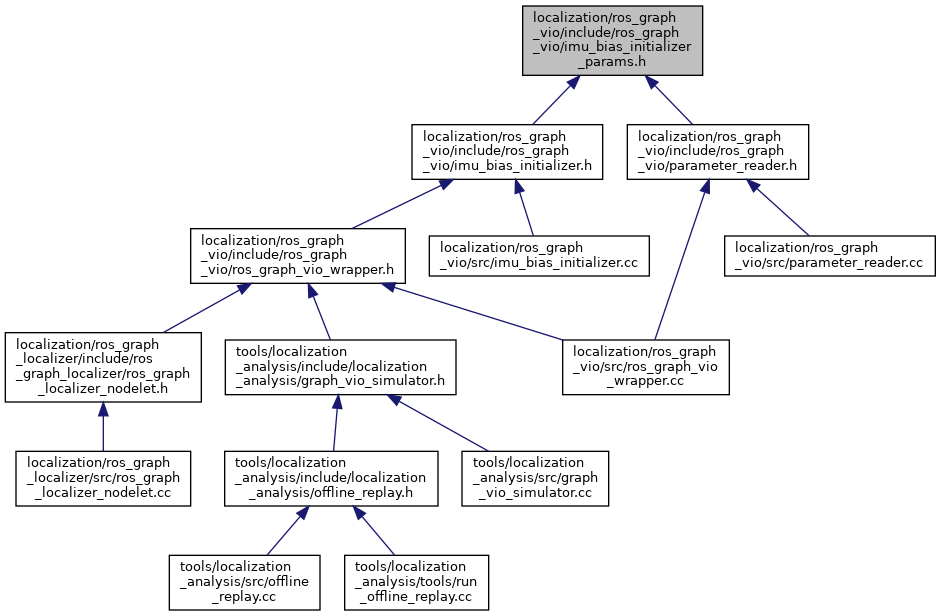 localization/ros_graph
_vio/include/ros_graph
_vio/imu_bias_initializer
_params.h
localization/ros_graph
_vio/include/ros_graph
_vio/imu_bias_initializer.h
localization/ros_graph
_vio/include/ros_graph
_vio/parameter_reader.h
localization/ros_graph
_vio/include/ros_graph
_vio/ros_graph_vio_wrapper.h
localization/ros_graph
_vio/src/imu_bias_initializer.cc
localization/ros_graph
_vio/src/parameter_reader.cc
localization/ros_graph
_localizer/include/ros
_graph_localizer/ros_graph
_localizer_nodelet.h
tools/localization
_analysis/include/localization
_analysis/graph_vio_simulator.h
localization/ros_graph
_vio/src/ros_graph_vio
_wrapper.cc
localization/ros_graph
_localizer/src/ros_graph
_localizer_nodelet.cc
tools/localization
_analysis/include/localization
_analysis/offline_replay.h
tools/localization
_analysis/src/graph
_vio_simulator.cc
tools/localization
_analysis/src/offline
_replay.cc
tools/localization
_analysis/tools/run
_offline_replay.cc